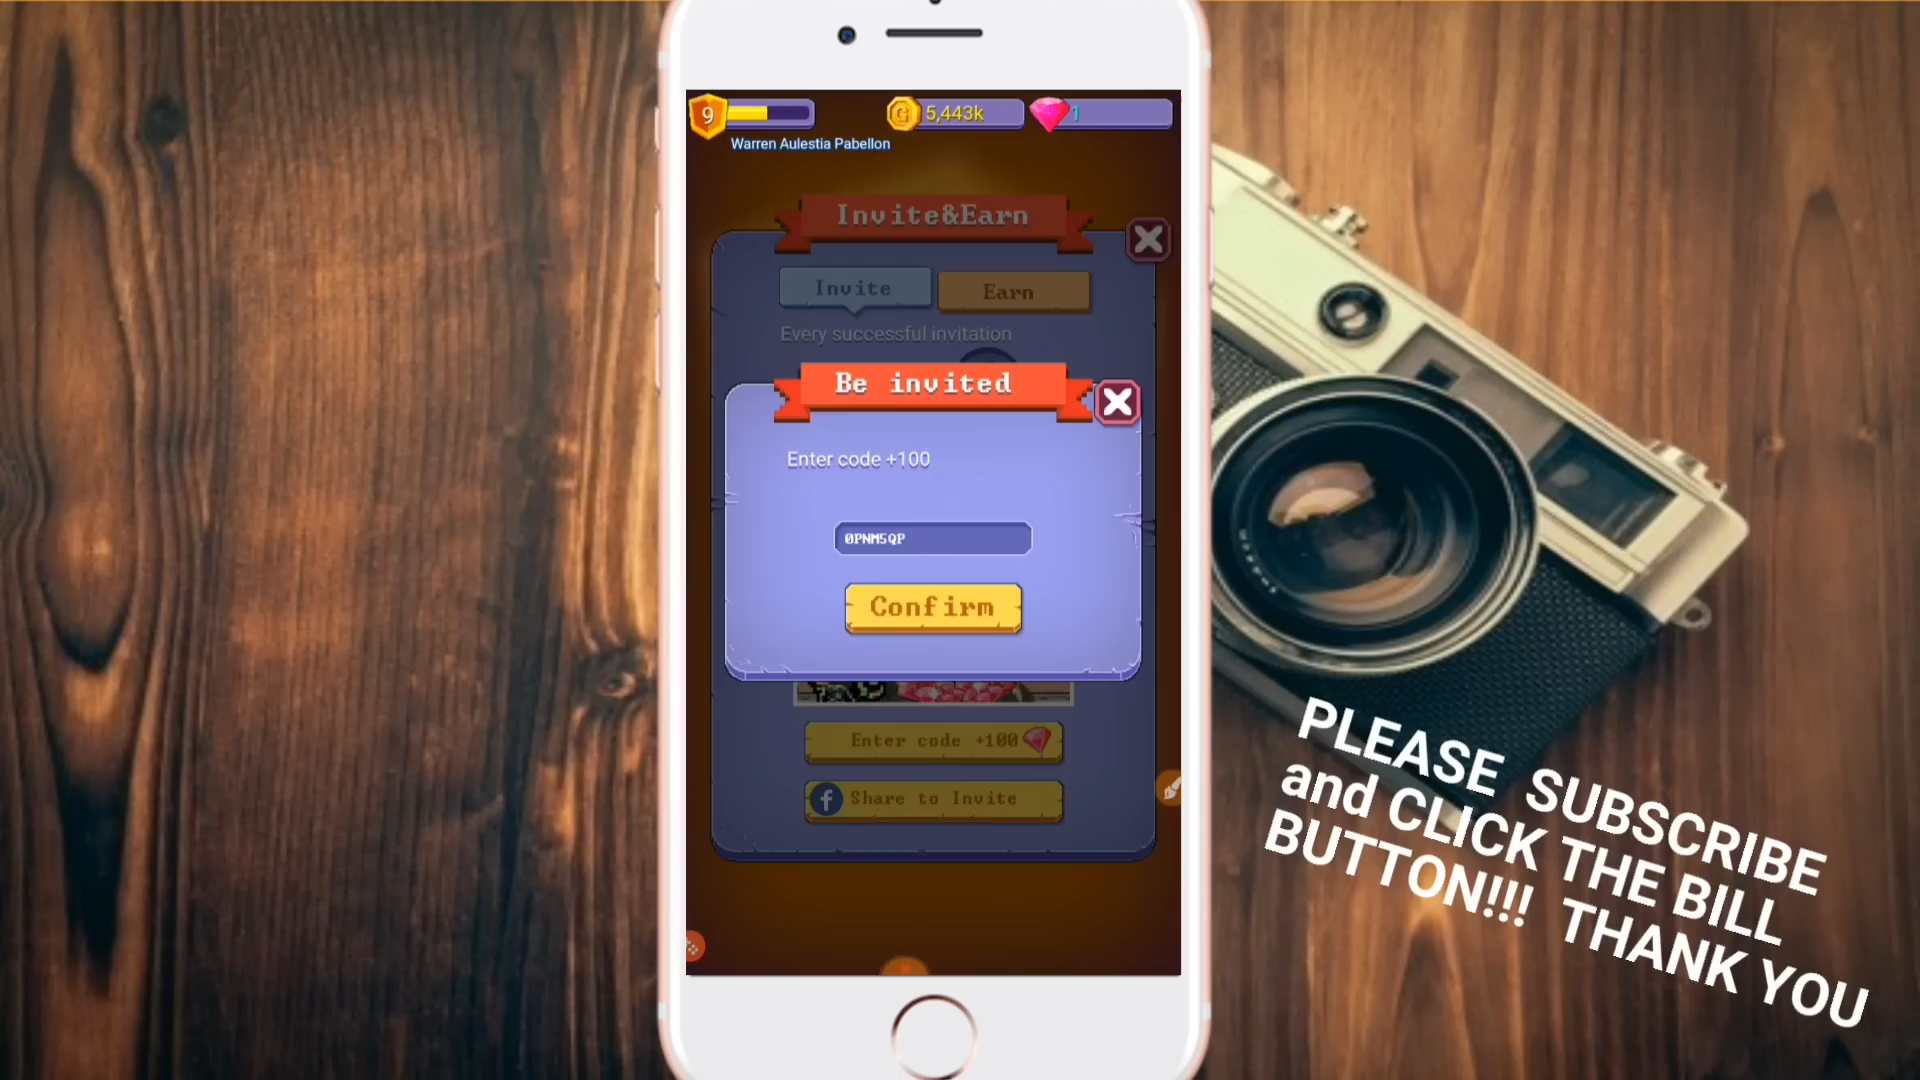 9
5,443k
1
Warren Aulestia Pabellon
Invite&Earn
Invite
Earn
Every successful invitation
Be invited
Enter code +100
0PNM5QP
Confirm
Enter code +100
Share to Invite
PLEASE SUBSCRIBE
and CLICK THE BILL
BUTTON!!! THANK YOU